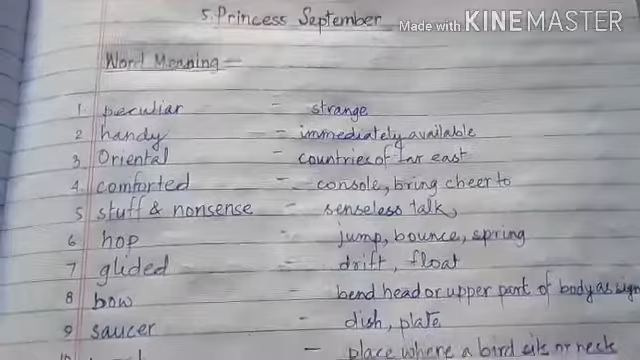 5. Princess September
Made with KINEMASTER
Word Meaning —
1 peculiar - strange
2 handy - immediately available
3 Oriental - countries of far east
4 comforted - console, bring cheer to
5 stuff & nonsense - senseless talk,
6 hop - jump, bounce, spring
7 glided - drift, float
8 bow - bend head or upper part of body as sign
9 saucer - dish, plate
10 - place where a bird sits or